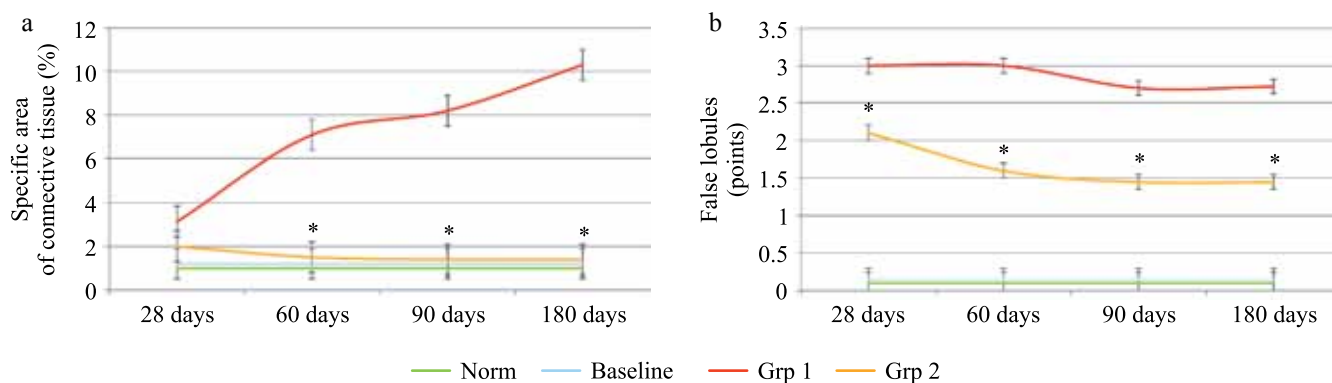 a
Specific area
of connective tissue (%)
12
10
8
6
4
2
0
* * *
28 days 60 days 90 days 180 days
b
False lobules
(points)
3.5
3
2.5
2
1.5
1
0.5
0
* * * *
28 days 60 days 90 days 180 days
Norm Baseline Grp 1 Grp 2